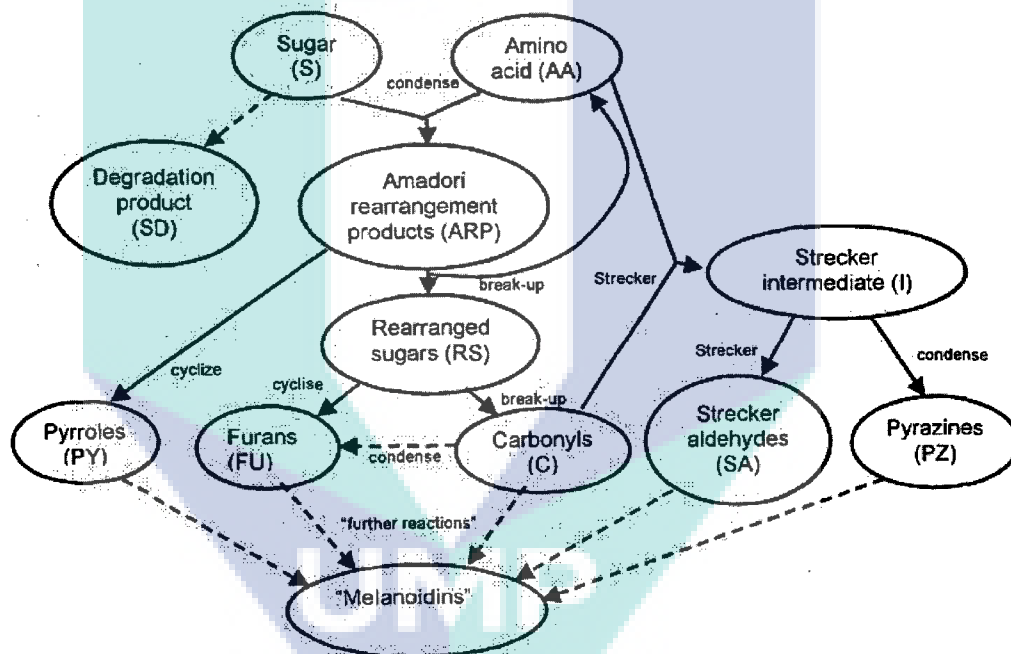 Sugar
(S)
Amino
acid (AA)
condense
Degradation
product
(SD)
Amadori
rearrangement
products (ARP)
Strecker
intermediate (I)
break-up
Strecker
Rearranged
sugars (RS)
cyclize
cyclise
break-up
Strecker
condense
Pyrroles
(PY)
Furans
(FU)
condense
Carbonyls
(C)
Strecker
aldehydes
(SA)
Pyrazines
(PZ)
"further reactions"
"Melanoidins"
UMP